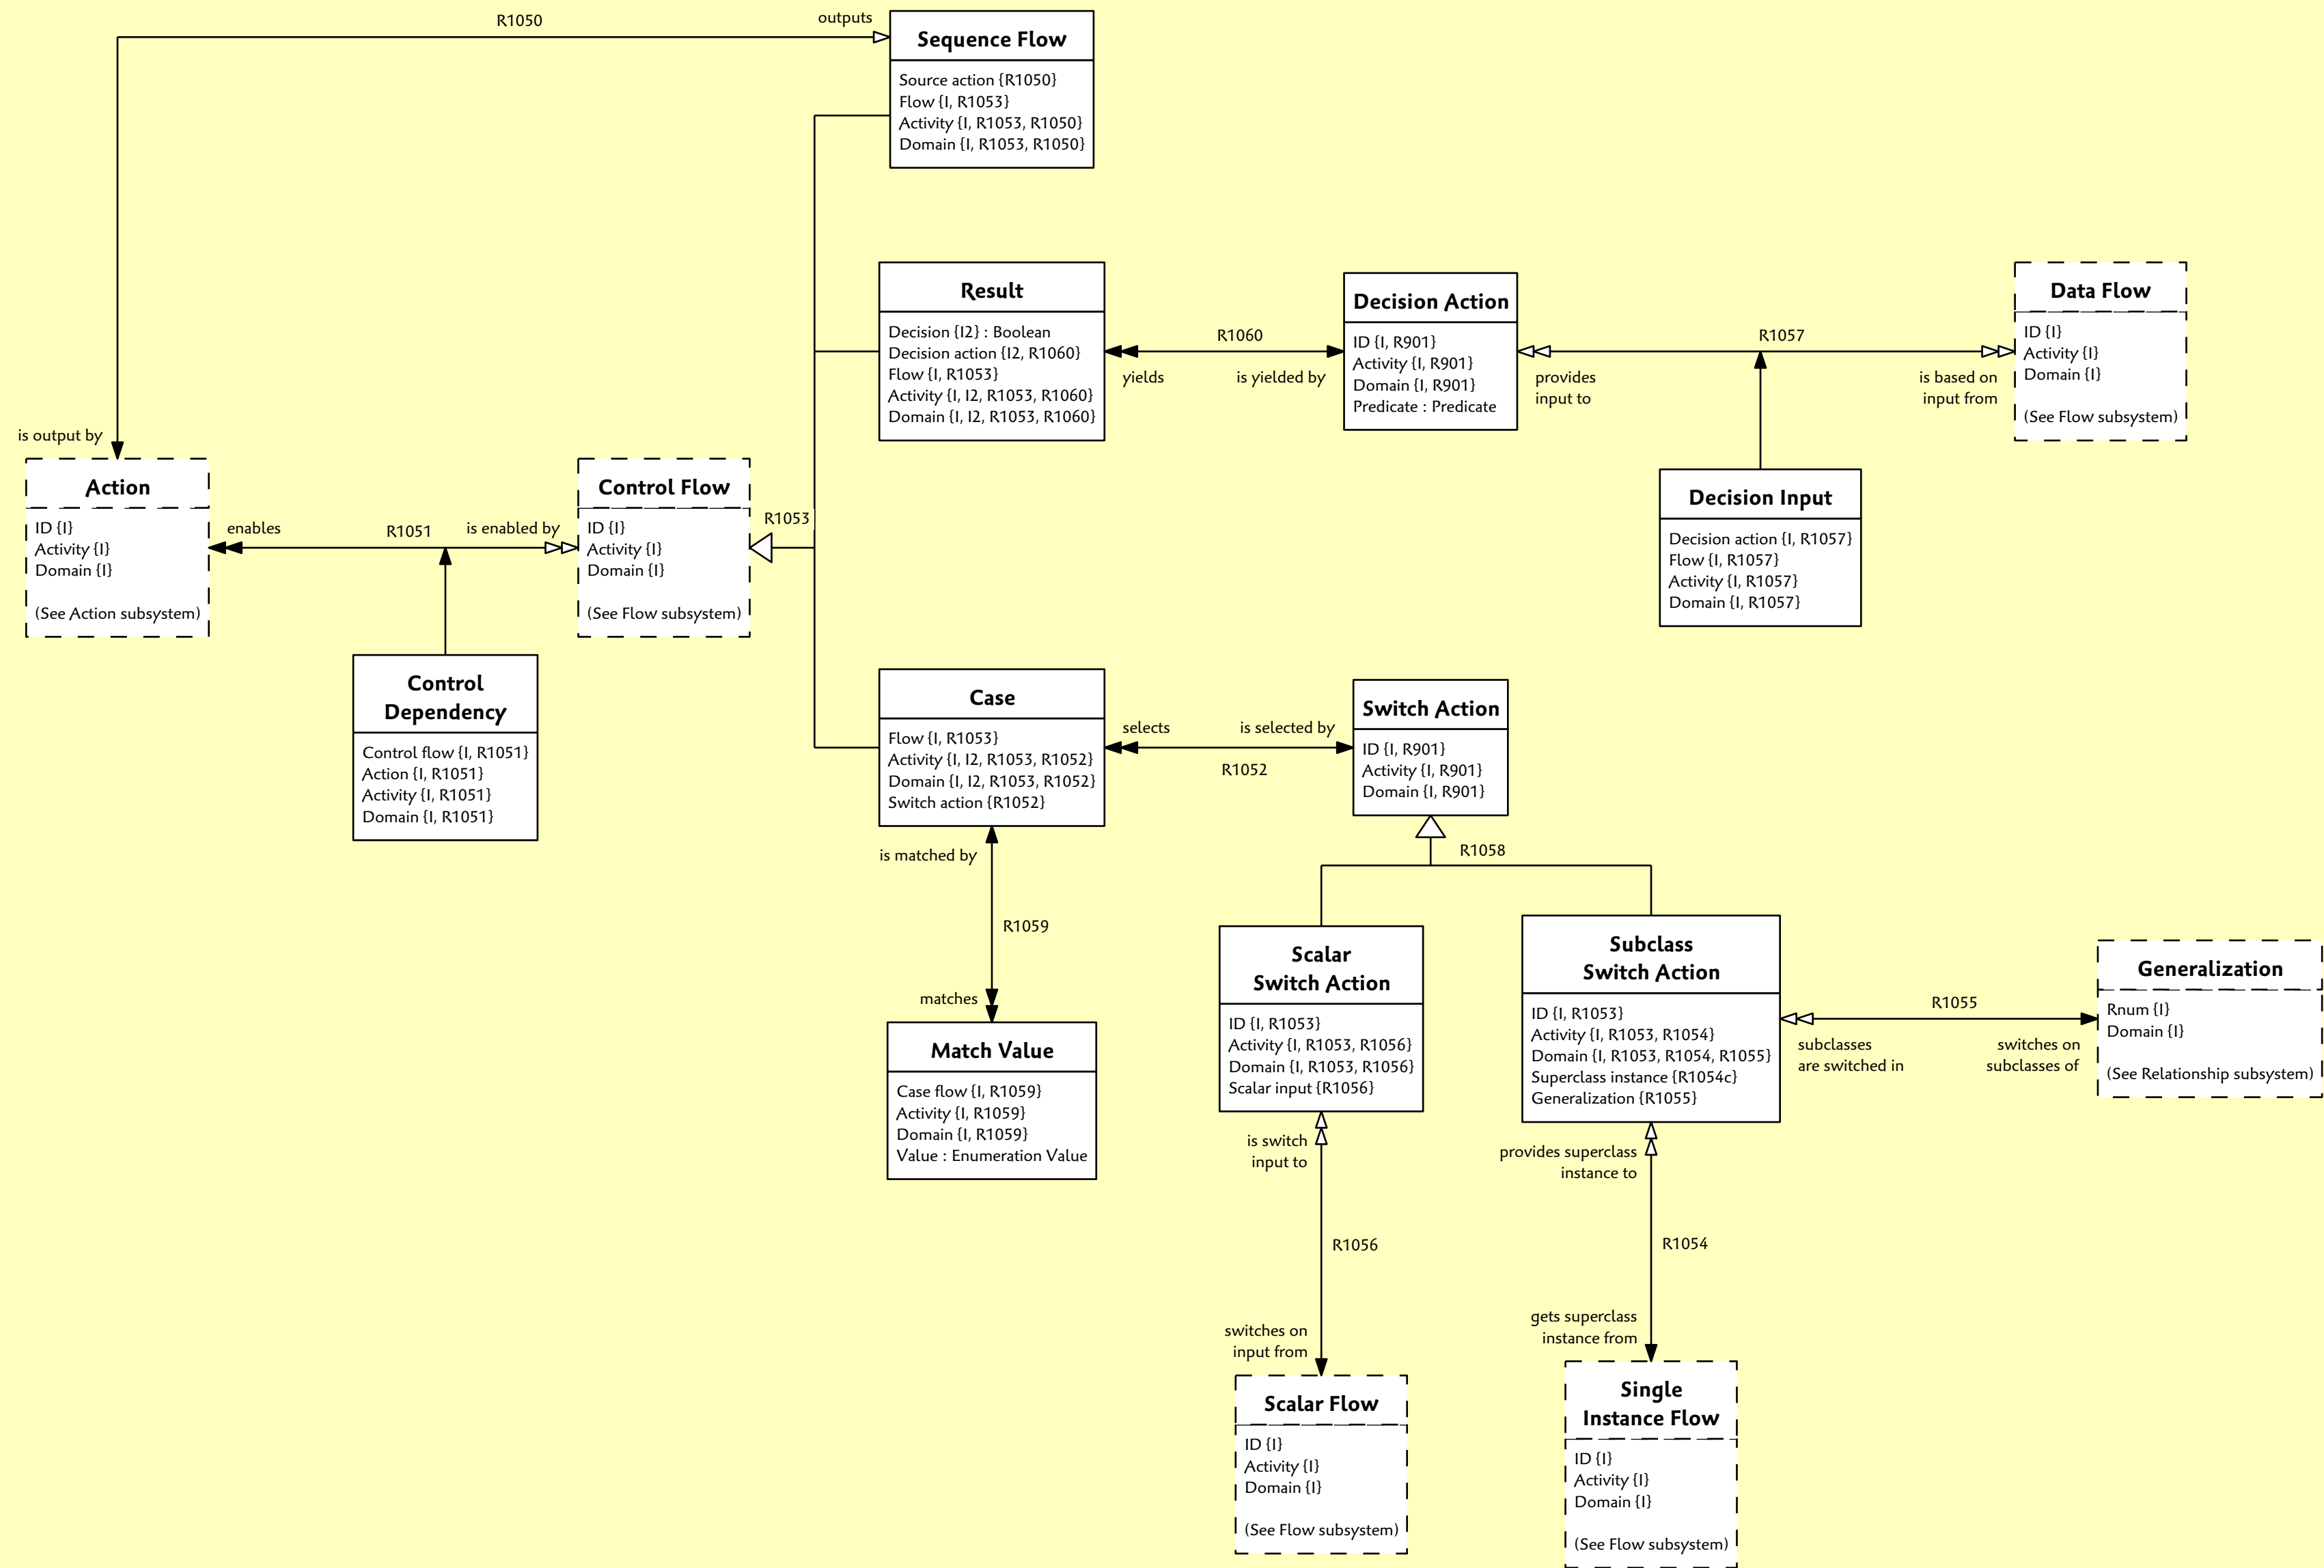 R1050
outputs
Sequence Flow
Source action {R1050}
Flow {I, R1053}
Activity {I, R1053, R1050}
Domain {I, R1053, R1050}
Result
Decision {I2} : Boolean
Decision action {I2, R1060}
Flow {I, R1053}
Activity {I, I2, R1053, R1060}
Domain {I, I2, R1053, R1060}
R1060
yields
is yielded by
Decision Action
ID {I, R901}
Activity {I, R901}
Domain {I, R901}
Predicate : Predicate
R1057
provides
input to
is based on
input from
Data Flow
ID {I}
Activity {I}
Domain {I}
(See Flow subsystem)
Decision Input
Decision action {I, R1057}
Flow {I, R1057}
Activity {I, R1057}
Domain {I, R1057}
is output by
Action
ID {I}
Activity {I}
Domain {I}
(See Action subsystem)
enables
R1051
is enabled by
Control Flow
ID {I}
Activity {I}
Domain {I}
(See Flow subsystem)
R1053
Control
Dependency
Control flow {I, R1051}
Action {I, R1051}
Activity {I, R1051}
Domain {I, R1051}
Case
Flow {I, R1053}
Activity {I, I2, R1053, R1052}
Domain {I, I2, R1053, R1052}
Switch action {R1052}
selects
is selected by
R1052
Switch Action
ID {I, R901}
Activity {I, R901}
Domain {I, R901}
is matched by
R1059
matches
Match Value
Case flow {I, R1059}
Activity {I, R1059}
Domain {I, R1059}
Value : Enumeration Value
R1058
Scalar
Switch Action
ID {I, R1053}
Activity {I, R1053, R1056}
Domain {I, R1053, R1056}
Scalar input {R1056}
Subclass
Switch Action
ID {I, R1053}
Activity {I, R1053, R1054}
Domain {I, R1053, R1054, R1055}
Superclass instance {R1054c}
Generalization {R1055}
R1055
subclasses
are switched in
switches on
subclasses of
Generalization
Rnum {I}
Domain {I}
(See Relationship subsystem)
is switch
input to
R1056
switches on
input from
Scalar Flow
ID {I}
Activity {I}
Domain {I}
(See Flow subsystem)
provides superclass
instance to
R1054
gets superclass
instance from
Single
Instance Flow
ID {I}
Activity {I}
Domain {I}
(See Flow subsystem)